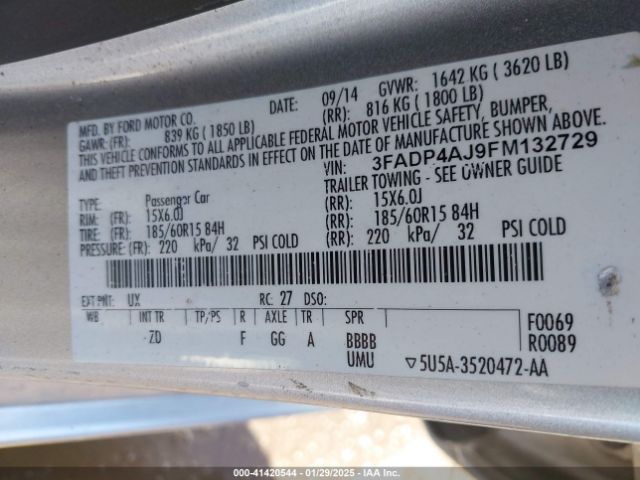 MFD. BY FORD MOTOR CO.
DATE: 09/14 GVWR: 1642 KG ( 3620 LB)
GAWR: (FR): 839 KG ( 1850 LB) (RR): 816 KG ( 1800 LB)
THIS VEHICLE CONFORMS TO ALL APPLICABLE FEDERAL MOTOR VEHICLE SAFETY, BUMPER,
AND THEFT PREVENTION STANDARDS IN EFFECT ON THE DATE OF MANUFACTURE SHOWN ABOVE.
VIN: 3FADP4AJ9FM132729
TYPE: Passenger Car TRAILER TOWING - SEE OWNER GUIDE
RIM: (FR): 15X6.0J (RR): 15X6.0J
TIRE: (FR): 185/60R15 84H (RR): 185/60R15 84H
PRESSURE: (FR): 220 kPa/ 32 PSI COLD (RR): 220 kPa/ 32 PSI COLD
EXT PNT: UX RC: 27 DSO:
WB INT TR TP/PS R AXLE TR SPR
ZD F GG A BBBB
UMU
F0069
R0089
▽5U5A-3520472-AA
000-41420544 01/29/2025 IAAI.COM